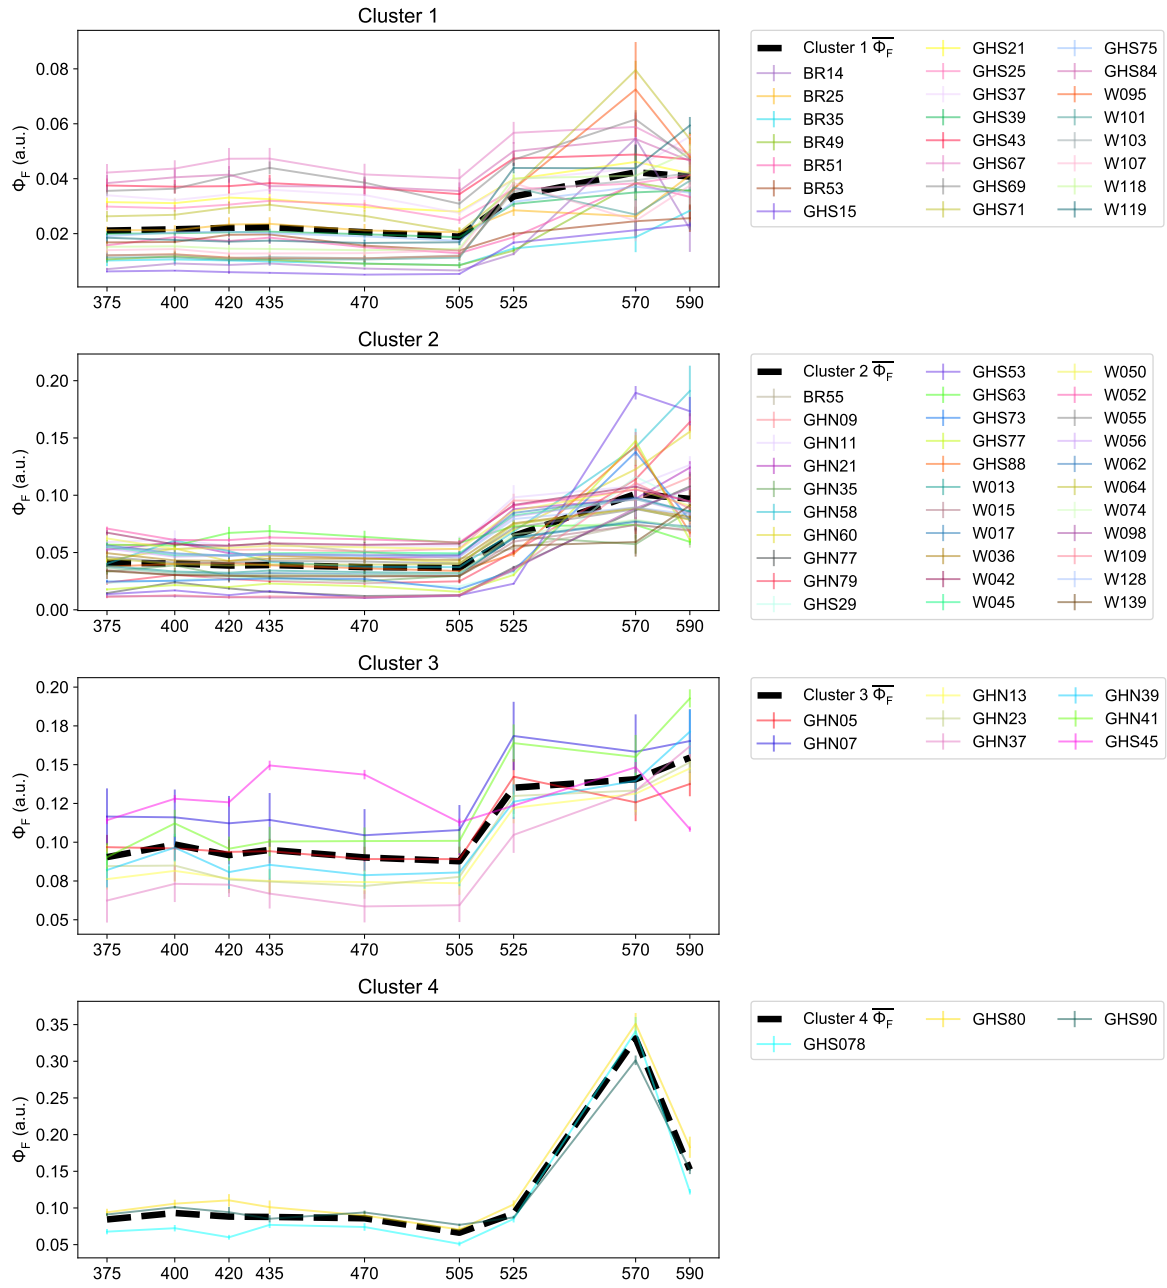 Cluster 1
Φ_F (a.u.)
0.08
0.06
0.04
0.02
375 400 420 435 470 505 525 570 590
Cluster 1 Φ_F
BR14
BR25
BR35
BR49
BR51
BR53
GHS15
GHS21
GHS25
GHS37
GHS39
GHS43
GHS67
GHS69
GHS71
GHS75
GHS84
W095
W101
W103
W107
W118
W119
Cluster 2
Φ_F (a.u.)
0.20
0.15
0.10
0.05
0.00
375 400 420 435 470 505 525 570 590
Cluster 2 Φ_F
BR55
GHN09
GHN11
GHN21
GHN35
GHN58
GHN60
GHN77
GHN79
GHS29
GHS53
GHS63
GHS73
GHS77
GHS88
W013
W015
W017
W036
W042
W045
W050
W052
W055
W056
W062
W064
W074
W098
W109
W128
W139
Cluster 3
Φ_F (a.u.)
0.20
0.18
0.15
0.12
0.10
0.08
0.05
375 400 420 435 470 505 525 570 590
Cluster 3 Φ_F
GHN05
GHN07
GHN13
GHN23
GHN37
GHN39
GHN41
GHS45
Cluster 4
Φ_F (a.u.)
0.35
0.30
0.25
0.20
0.15
0.10
0.05
375 400 420 435 470 505 525 570 590
Cluster 4 Φ_F
GHS078
GHS80
GHS90